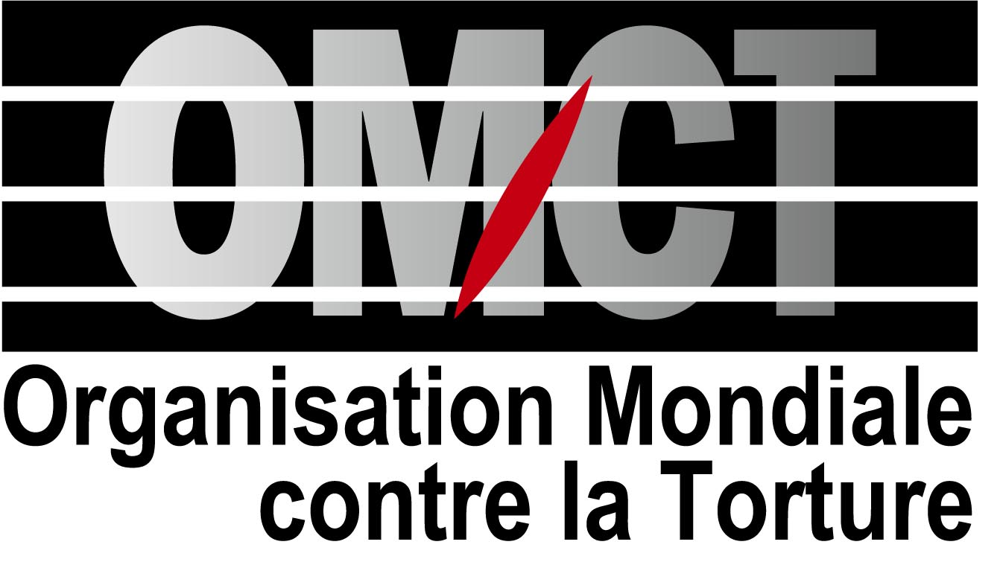 OMCT
Organisation Mondiale
contre la Torture